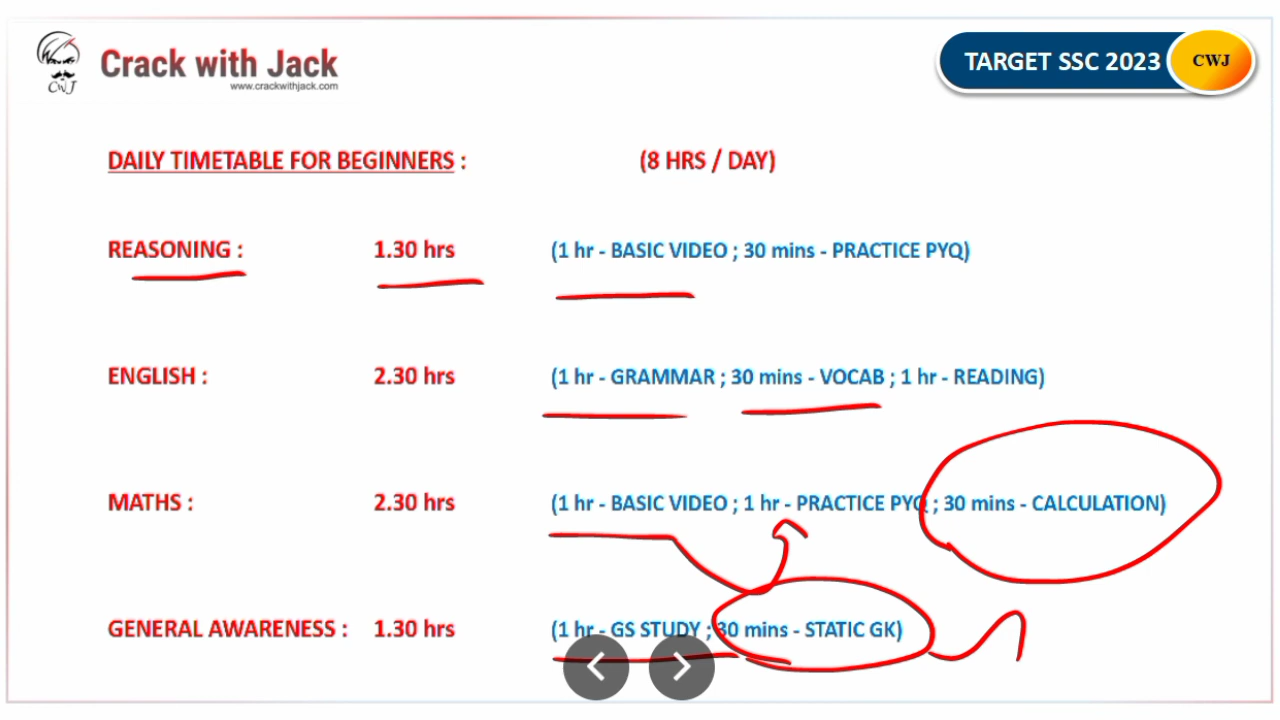 Crack with Jack
www.crackwithjack.com
CWJ
TARGET SSC 2023 CWJ
DAILY TIMETABLE FOR BEGINNERS : (8 HRS / DAY)
REASONING : 1.30 hrs (1 hr - BASIC VIDEO ; 30 mins - PRACTICE PYQ)
ENGLISH : 2.30 hrs (1 hr - GRAMMAR ; 30 mins - VOCAB ; 1 hr - READING)
MATHS : 2.30 hrs (1 hr - BASIC VIDEO ; 1 hr - PRACTICE PYQ ; 30 mins - CALCULATION)
GENERAL AWARENESS : 1.30 hrs (1 hr - GS STUDY ; 30 mins - STATIC GK)